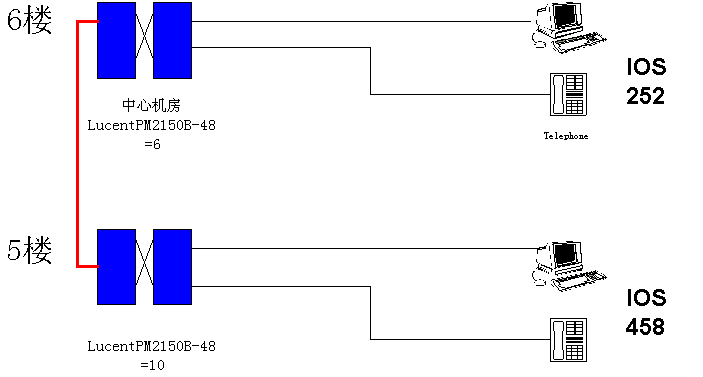 6楼
中心机房
LucentPM2150B-48
=6
IOS
252
Telephone
5楼
LucentPM2150B-48
=10
IOS
458